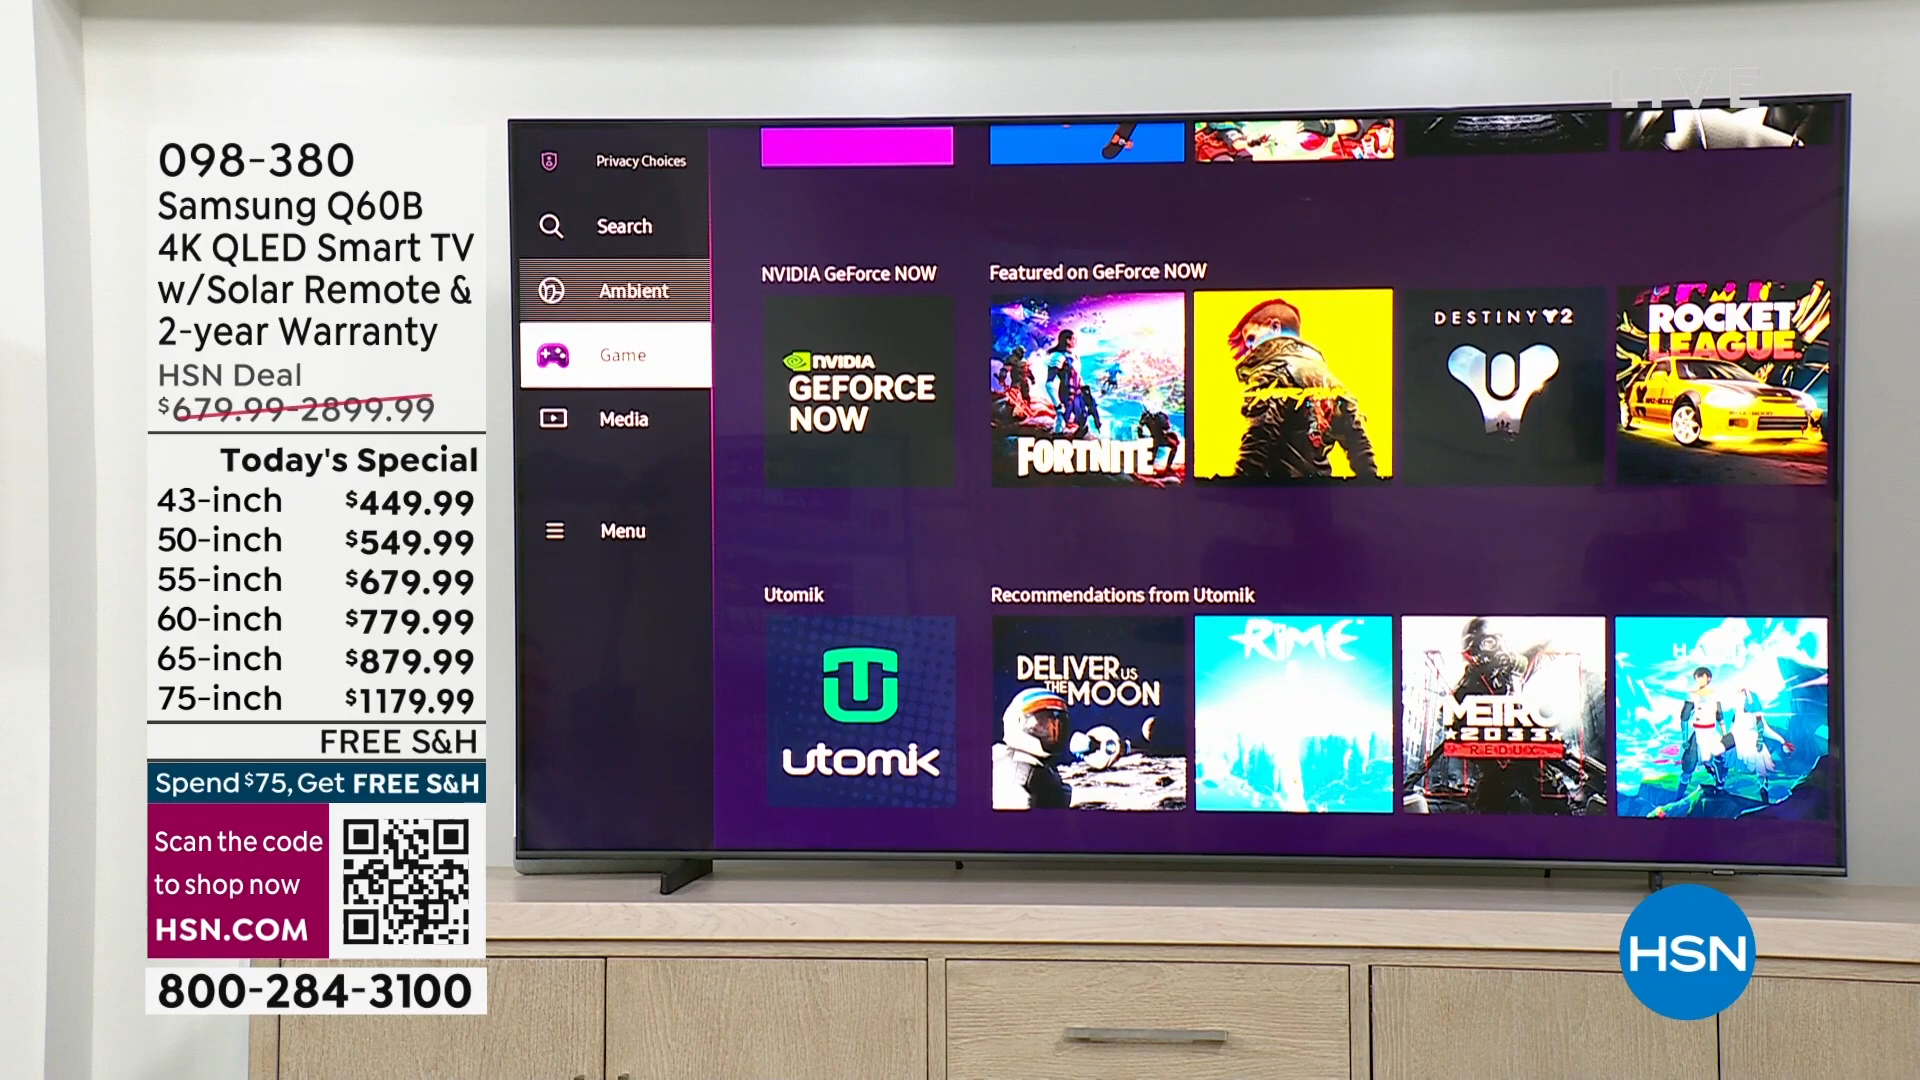 LIVE
098-380
Samsung Q60B
4K QLED Smart TV
w/Solar Remote &
2-year Warranty
HSN Deal
$679.99-2899.99
Today's Special
43-inch $449.99
50-inch $549.99
55-inch $679.99
60-inch $779.99
65-inch $879.99
75-inch $1179.99
FREE S&H
Spend $75, Get FREE S&H
Scan the code
to shop now
HSN.COM
800-284-3100
Privacy Choices
Search
Ambient
Game
Media
Menu
NVIDIA GeForce NOW
Featured on GeForce NOW
NVIDIA
GEFORCE
NOW
FORTNITE
DESTINY 2
ROCKET
LEAGUE.
Utomik
Recommendations from Utomik
utomik
DELIVER US
THE MOON
RiME
METRO
2033
REDUX
HSN